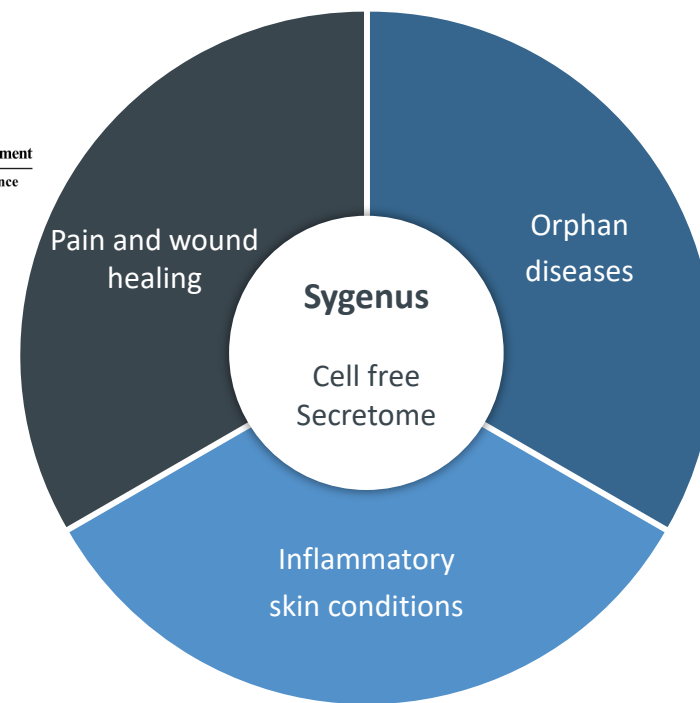 Pain and wound
healing
Orphan
diseases
Sygenus
Cell free
Secretome
Inflammatory
skin conditions